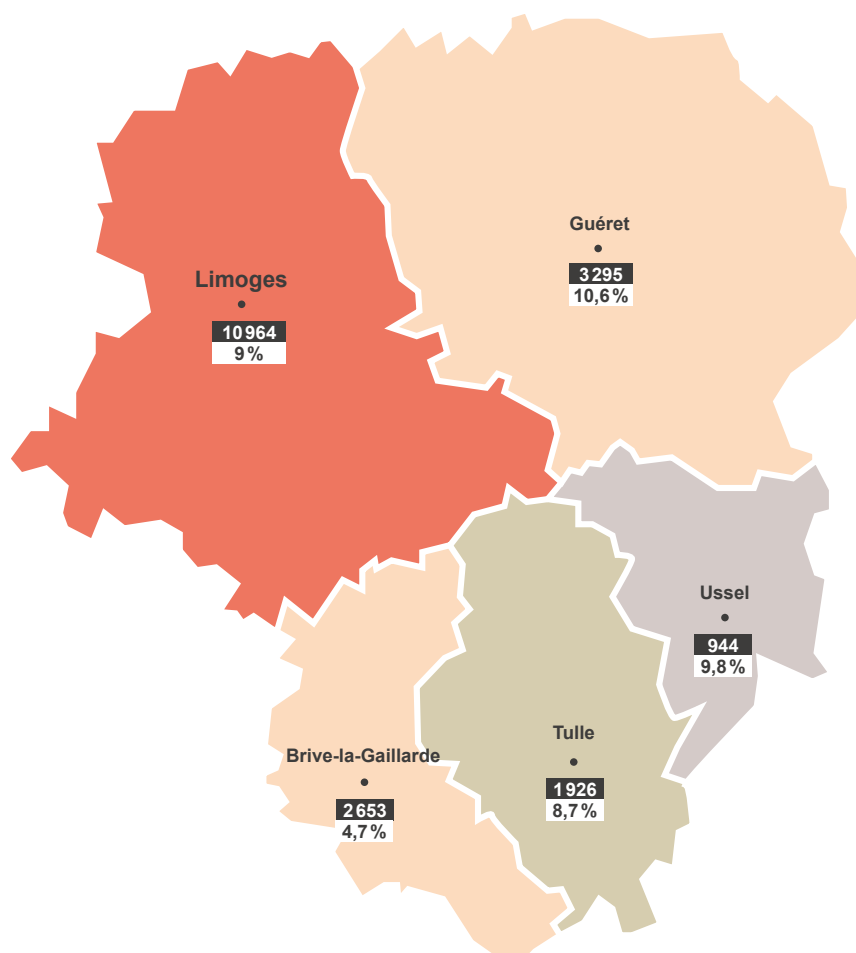 Guéret
3 295
10,6 %
Limoges
10 964
9 %
Ussel
944
9,8 %
Tulle
1 926
8,7 %
Brive-la-Gaillarde
2 653
4,7 %